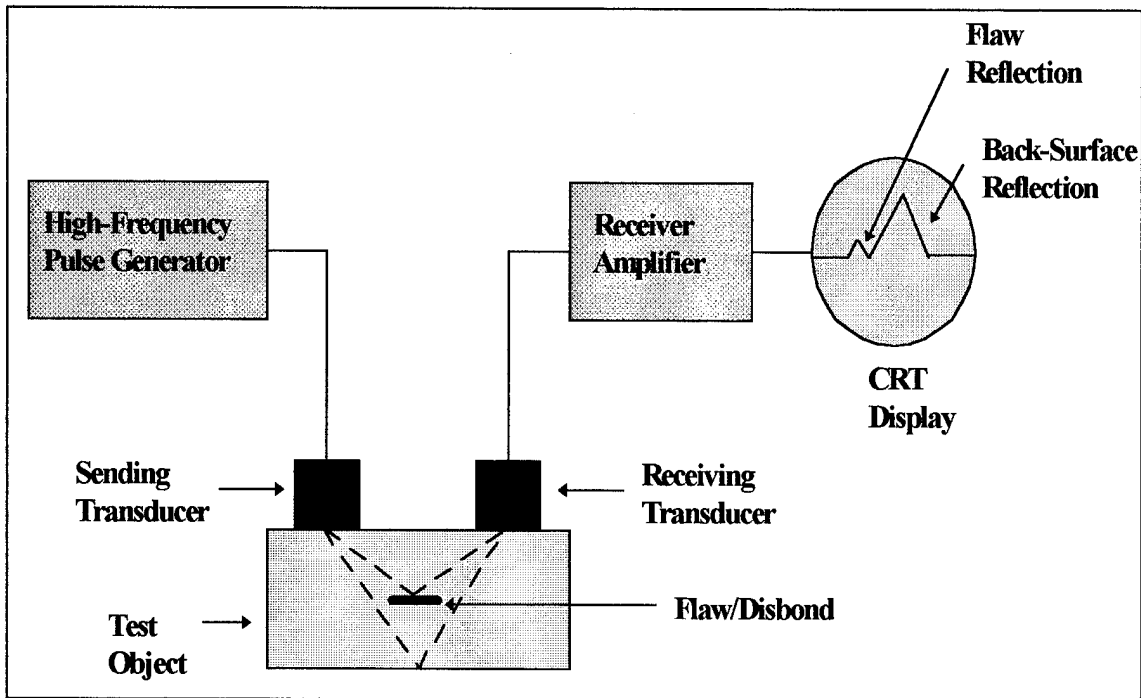 Flaw
Reflection
Back-Surface
Reflection
High-Frequency
Pulse Generator
Receiver
Amplifier
CRT
Display
Sending
Transducer
Receiving
Transducer
Flaw/Disbond
Test
Object